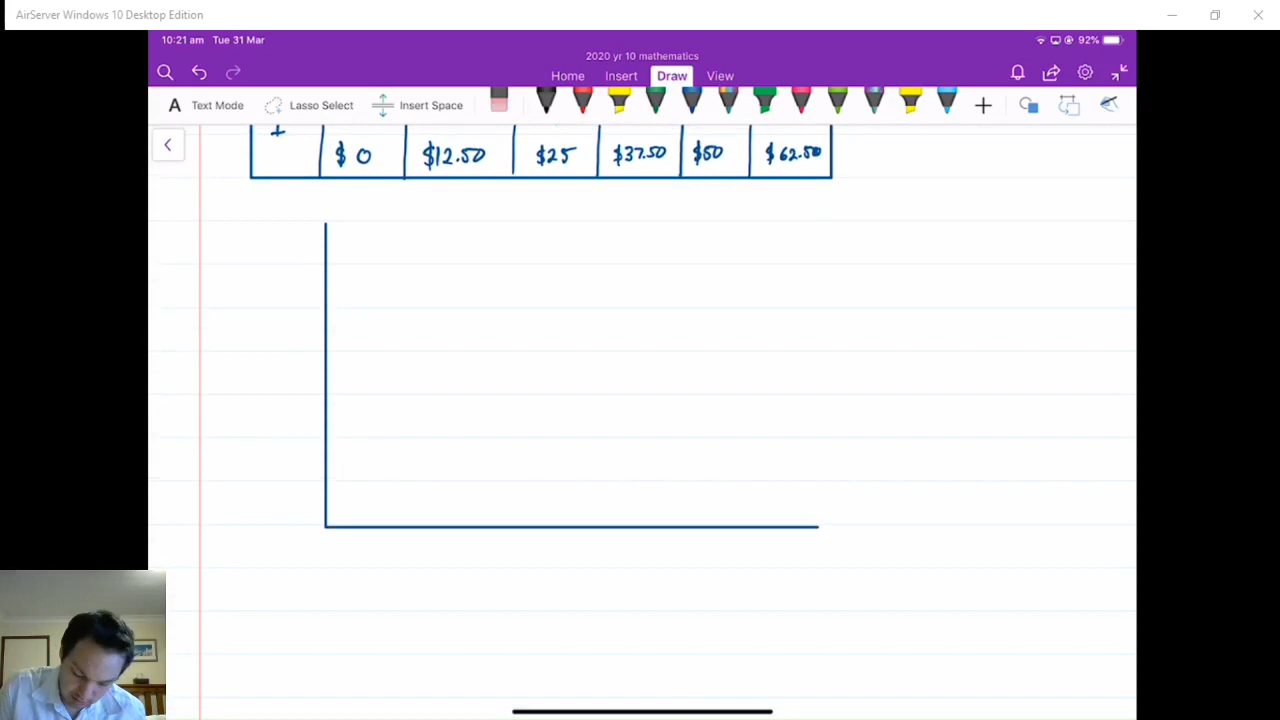 AirServer Windows 10 Desktop Edition
10:21 am Tue 31 Mar
92%
2020 yr 10 mathematics
Home Insert Draw View
A Text Mode Lasso Select Insert Space
$ 0 $12.50 $25 $37.50 $50 $62.50